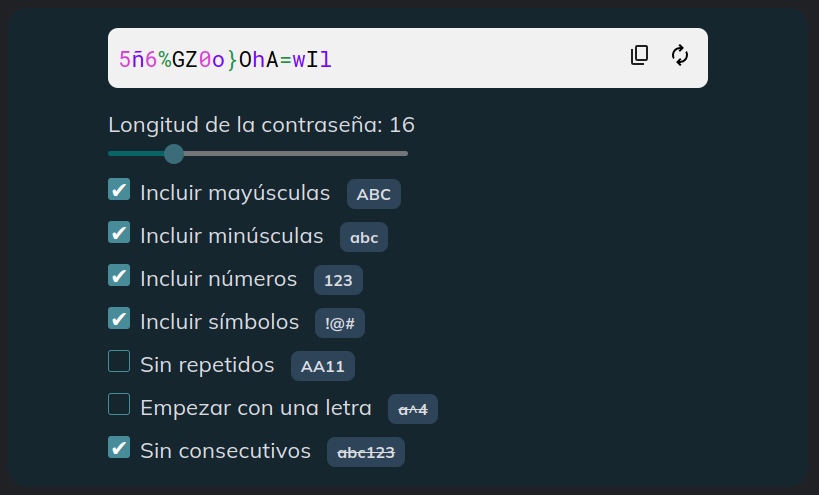 5ñ6%GZ0o}OhA=wIl
Longitud de la contraseña: 16
Incluir mayúsculas ABC
Incluir minúsculas abc
Incluir números 123
Incluir símbolos !@#
Sin repetidos AA11
Empezar con una letra a^4
Sin consecutivos abc123